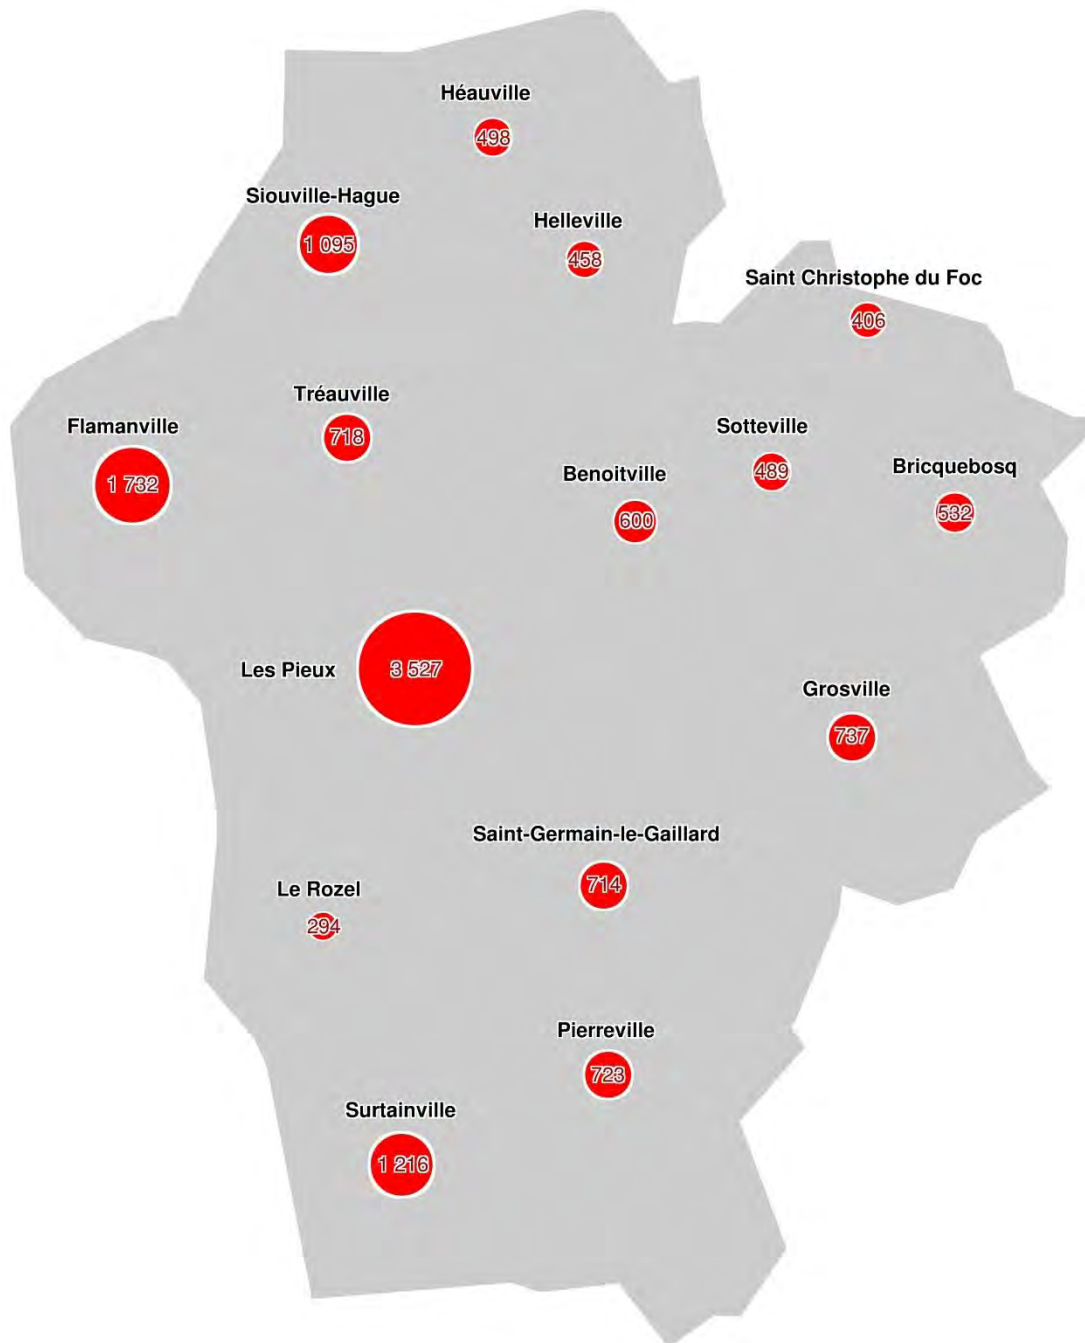 Héauville
498
Siouville-Hague
1 095
Helleville
458
Saint Christophe du Foc
406
Tréauville
718
Flamanville
1 732
Sotteville
489
Benoitville
600
Bricquebosq
532
Les Pieux
3 527
Grosville
737
Saint-Germain-le-Gaillard
714
Le Rozel
294
Pierreville
723
Surtainville
1 216